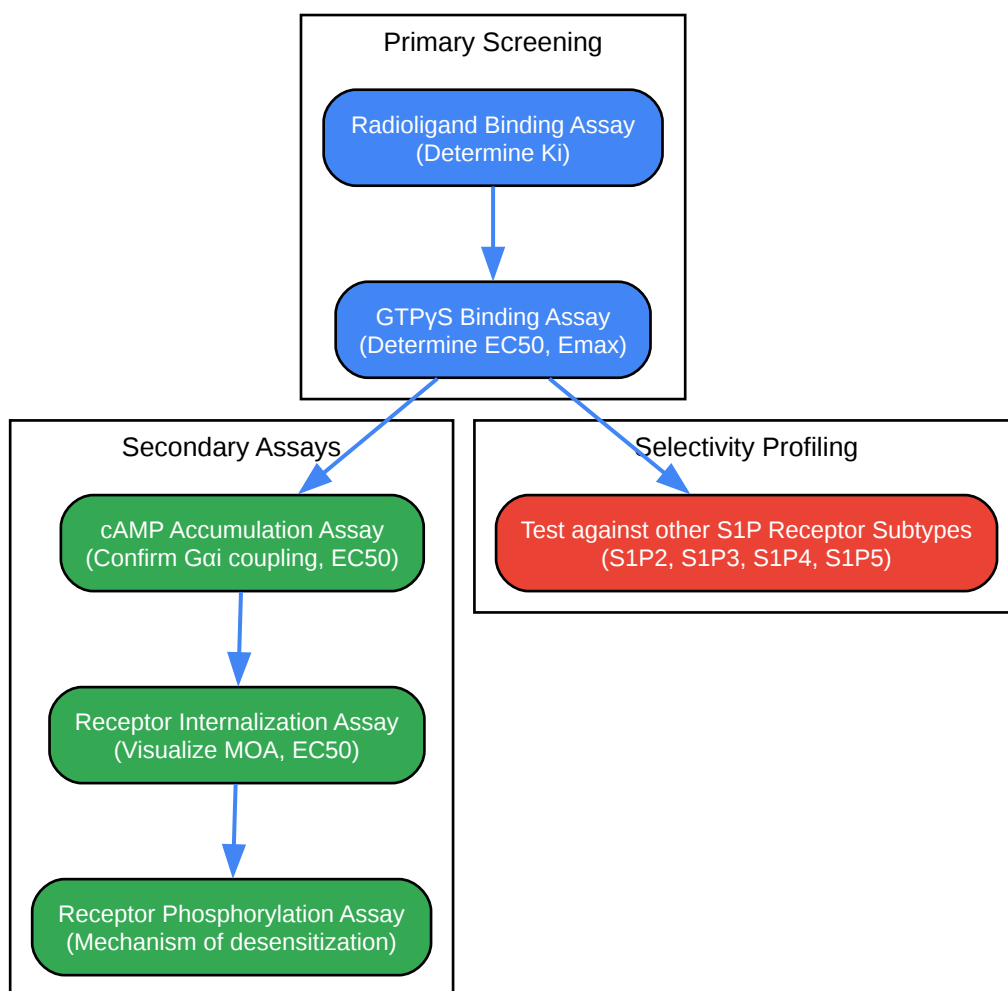 Primary Screening
Radioligand Binding Assay
(Determine Ki)
GTPγS Binding Assay
(Determine EC50, Emax)
Secondary Assays
cAMP Accumulation Assay
(Confirm Gαi coupling, EC50)
Receptor Internalization Assay
(Visualize MOA, EC50)
Receptor Phosphorylation Assay
(Mechanism of desensitization)
Selectivity Profiling
Test against other S1P Receptor Subtypes
(S1P2, S1P3, S1P4, S1P5)